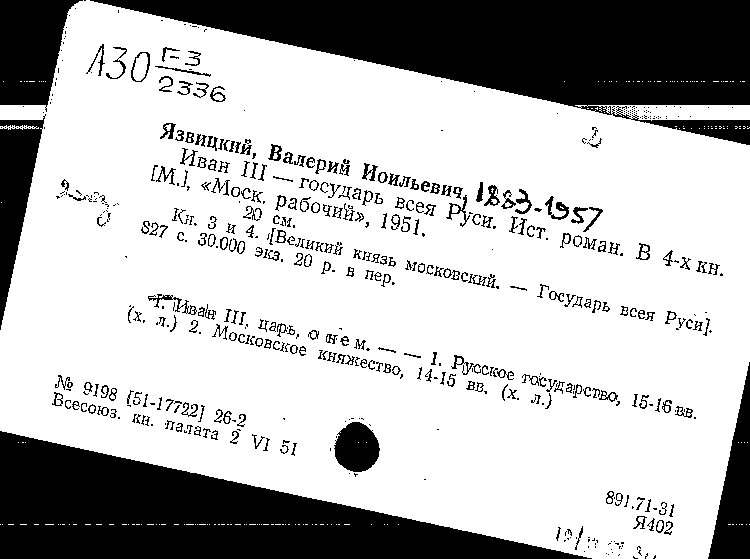 А30 F-3
2336
2
Язвицкий, Валерий Иоильевич, 1883-1957
Иван III — государь всея Руси. Ист. роман. В 4-х кн.
[М.], «Моск. рабочий», 1951.
20 см.
2 экз
Кн. 3 и 4. [Великий князь московский. — Государь всея Руси].
827 с. 30.000 экз. 20 р. в пер.
1. Иван III, царь, о нем. — — 1. Русское государство, 15-16 вв.
(х. л.) 2. Московское княжество, 14-15 вв. (х. л.)
№ 9198 [51-17722] 26-2
Всесоюз. кн. палата 2 VI 51
891.71-31
Я402